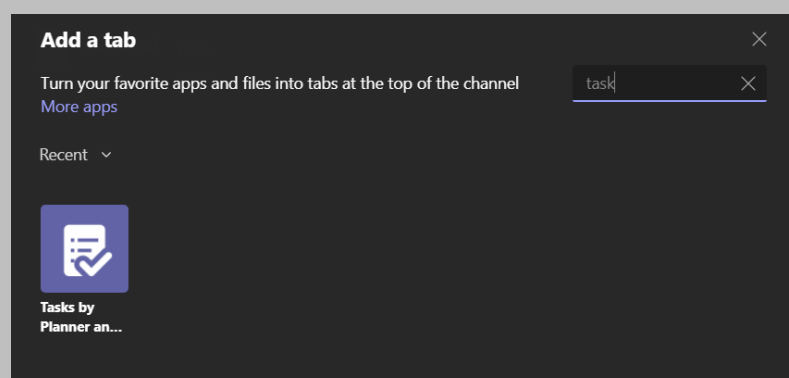 Add a tab
Turn your favorite apps and files into tabs at the top of the channel
task
More apps
Recent
Tasks by
Planner an...